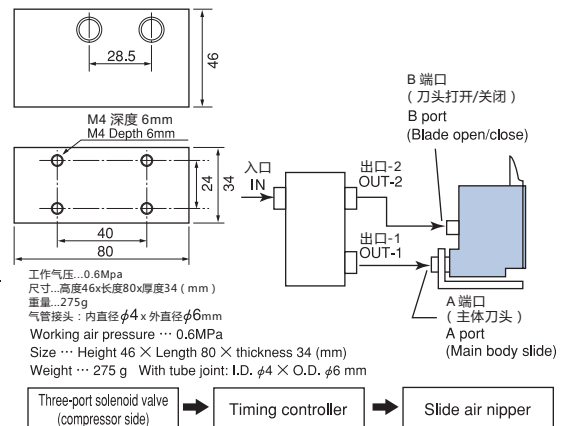 28.5
46
M4 深度 6mm
M4 Depth 6mm
24
34
40
80
入口
IN
出口-2
OUT-2
出口-1
OUT-1
B 端口
(刀头打开/关闭)
B port
(Blade open/close)
A 端口
(主体刀头)
A port
(Main body slide)
工作气压...0.6Mpa
尺寸...高度46x长度80x厚度34(mm)
重量...275g
气管接头:内直径ϕ4 x 外直径ϕ6mm
Working air pressure ··· 0.6MPa
Size ··· Height 46 × Length 80 × thickness 34 (mm)
Weight ··· 275 g With tube joint: I.D. ϕ4 × O.D. ϕ6 mm
Three-port solenoid valve
(compressor side)
Timing controller
Slide air nipper